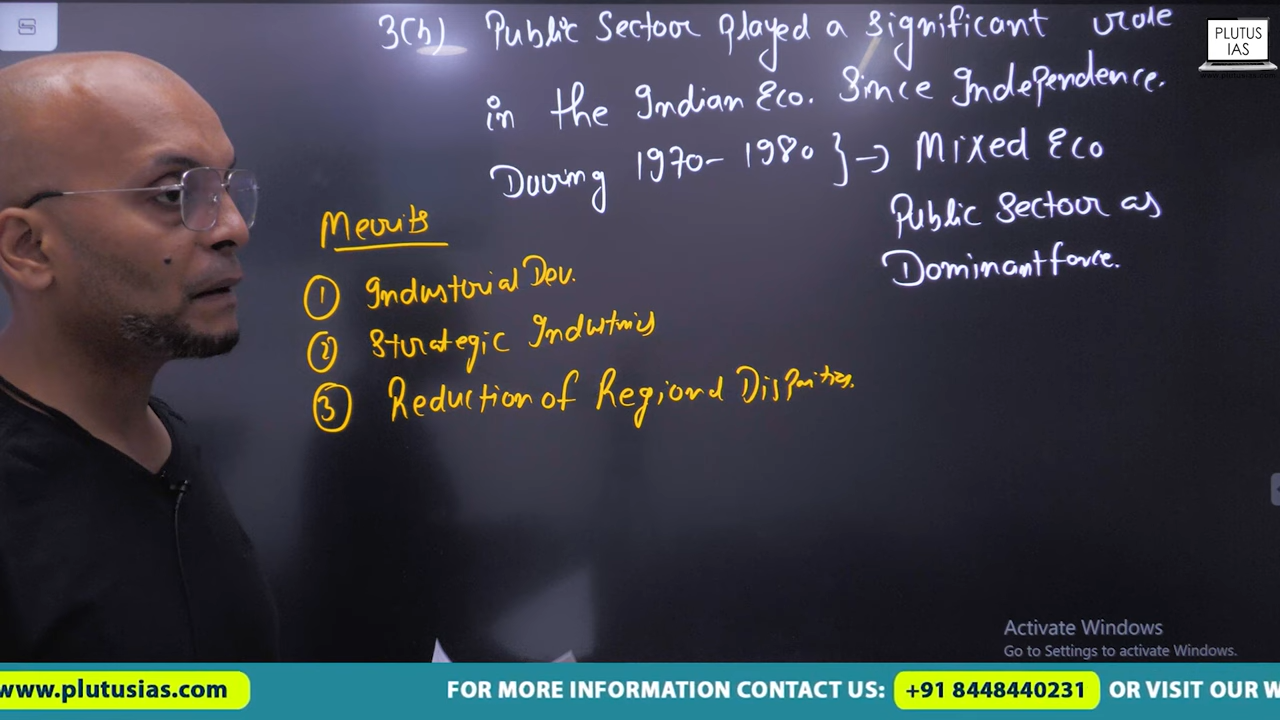 3(b) Public Sector played a Significant role
in the Indian Eco. Since Independence.
During 1970-1980 } → Mixed Eco
Public Sector as
Dominant force.
Merits
① Industrial Dev.
② Strategic Industries
③ Reduction of Regional Disparities.
PLUTUS
IAS
www.plutusias.com
Activate Windows
Go to Settings to activate Windows.
www.plutusias.com FOR MORE INFORMATION CONTACT US: +91 8448440231 OR VISIT OUR W